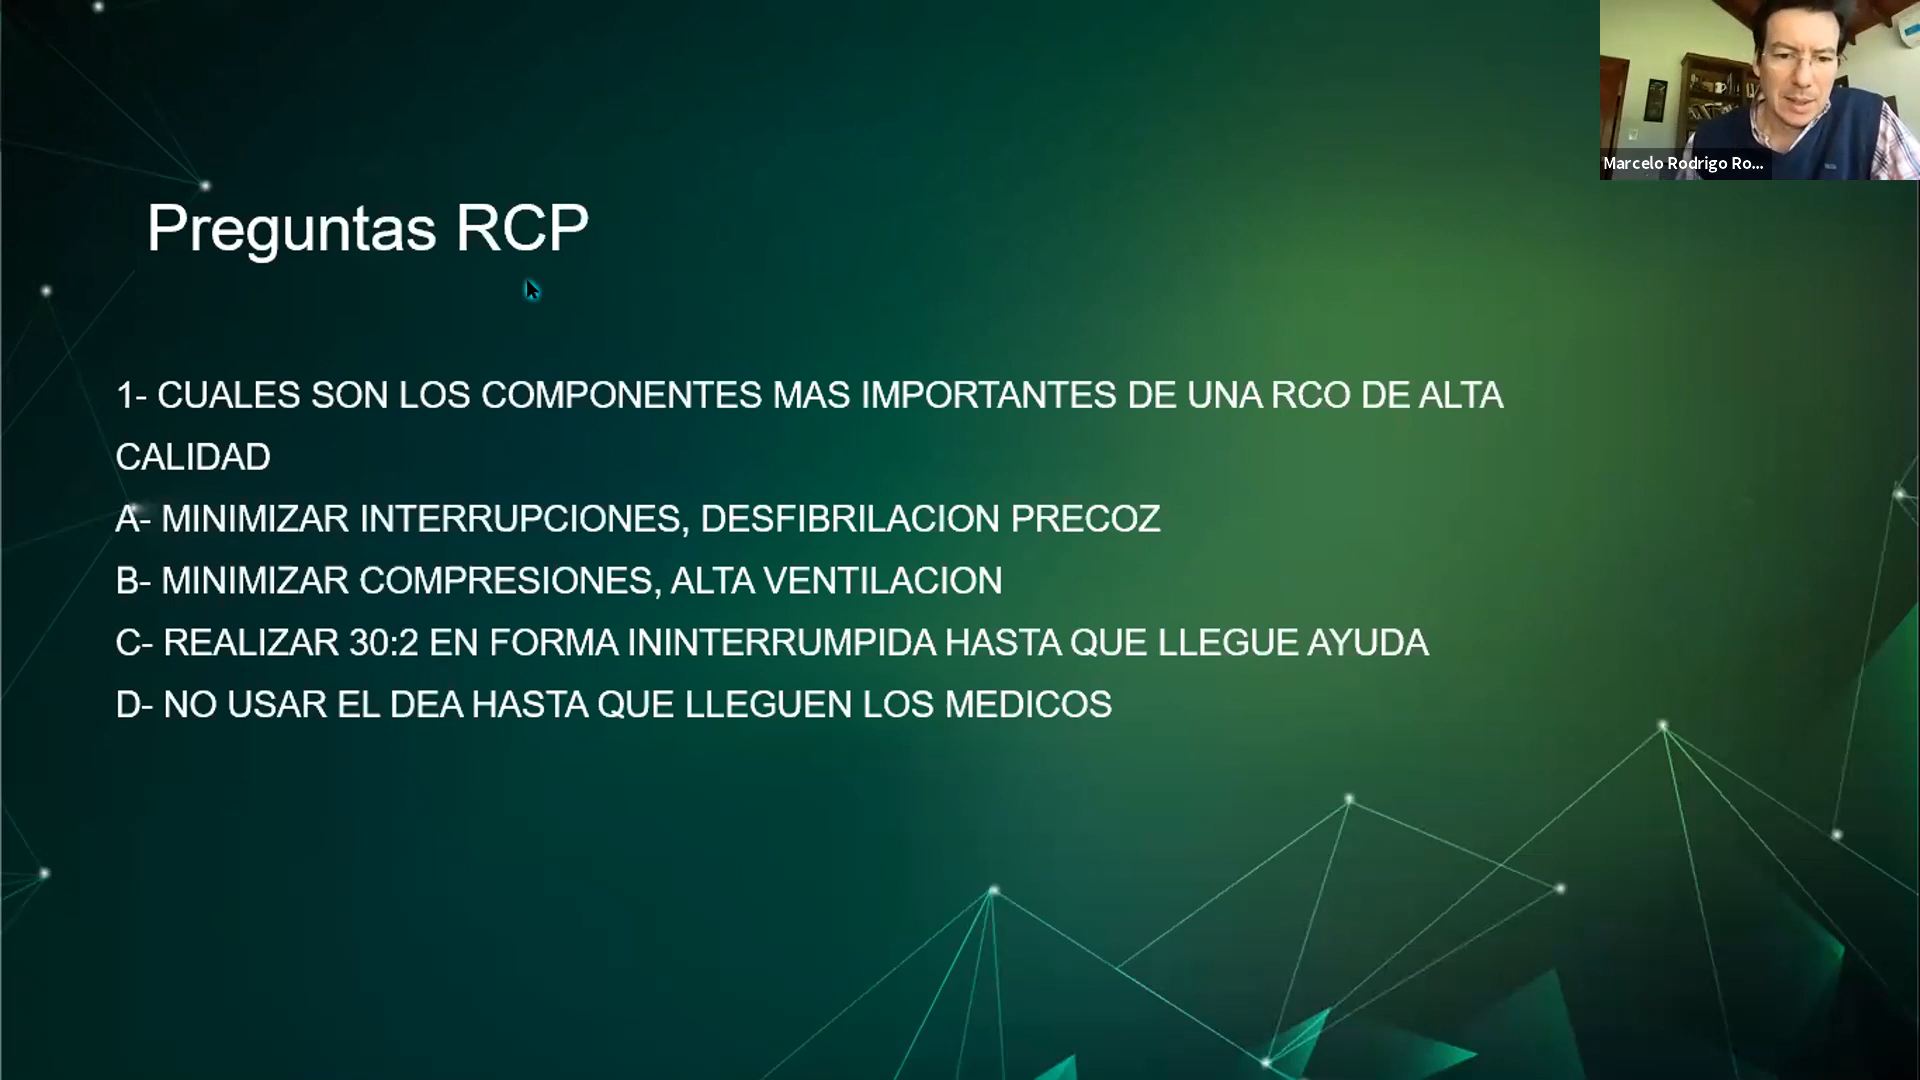 Marcelo Rodrigo Ro...
Preguntas RCP
1- CUALES SON LOS COMPONENTES MAS IMPORTANTES DE UNA RCO DE ALTA
CALIDAD
A- MINIMIZAR INTERRUPCIONES, DESFIBRILACION PRECOZ
B- MINIMIZAR COMPRESIONES, ALTA VENTILACION
C- REALIZAR 30:2 EN FORMA ININTERRUMPIDA HASTA QUE LLEGUE AYUDA
D- NO USAR EL DEA HASTA QUE LLEGUEN LOS MEDICOS